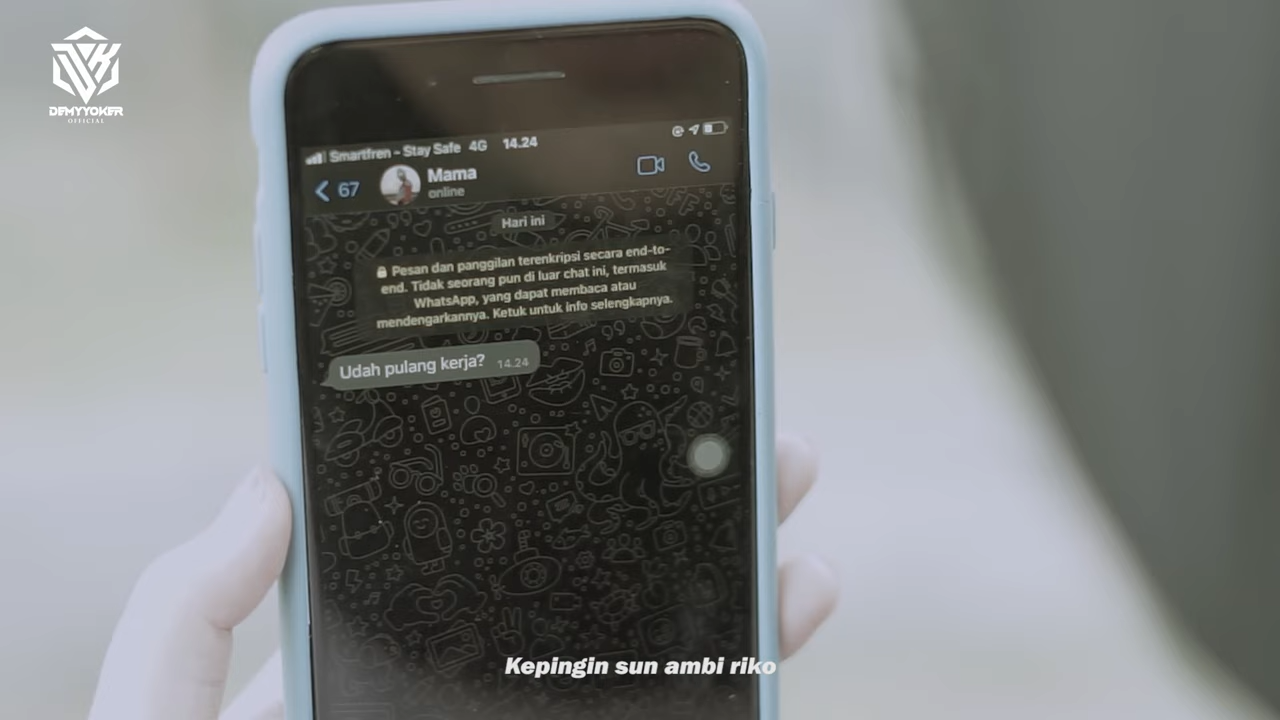 DEMYYOKER
OFFICIAL
Smartfren - Stay Safe 4G 14.24
67
Mama
online
Hari ini
Pesan dan panggilan terenkripsi secara end-to-
end. Tidak seorang pun di luar chat ini, termasuk
WhatsApp, yang dapat membaca atau
mendengarkannya. Ketuk untuk info selengkapnya.
Udah pulang kerja? 14.24
Kepingin sun ambi riko